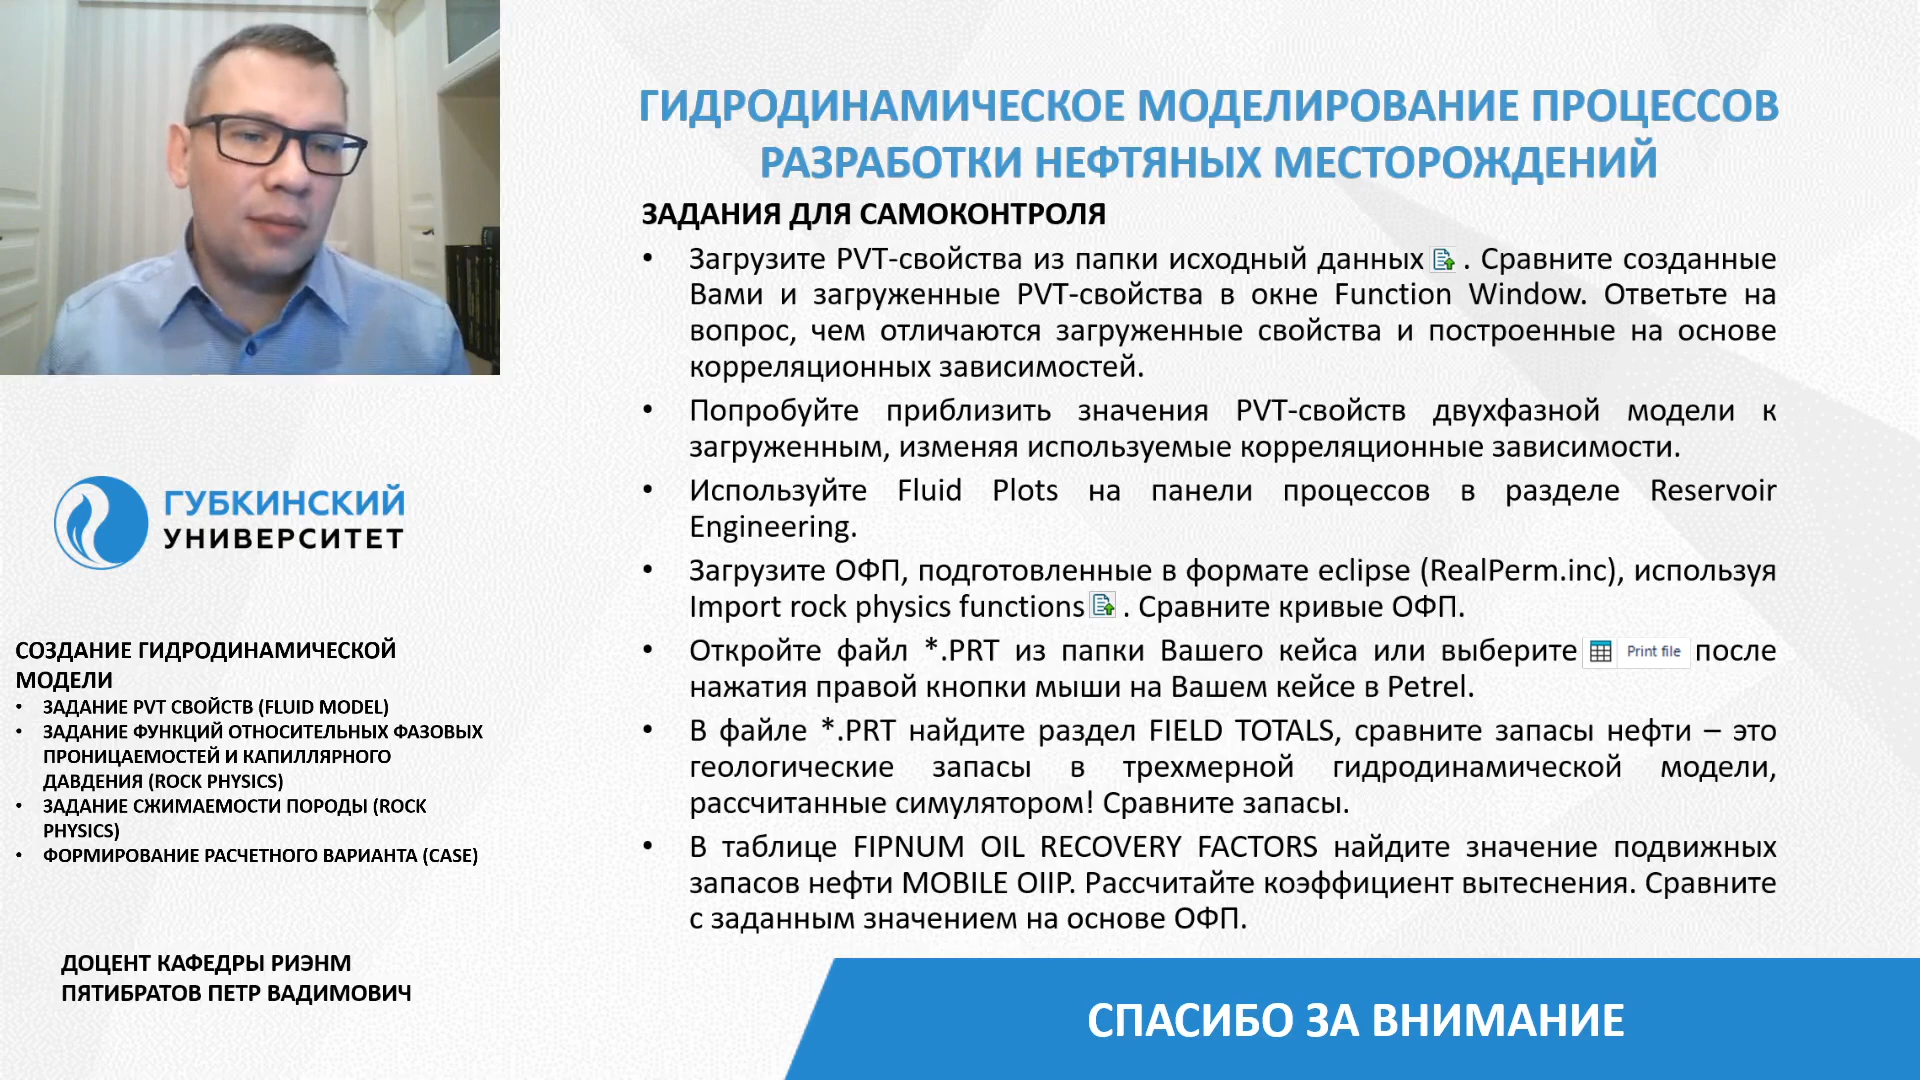 ГИДРОДИНАМИЧЕСКОЕ МОДЕЛИРОВАНИЕ ПРОЦЕССОВ
РАЗРАБОТКИ НЕФТЯНЫХ МЕСТОРОЖДЕНИЙ
ЗАДАНИЯ ДЛЯ САМОКОНТРОЛЯ
• Загрузите PVT-свойства из папки исходный данных . Сравните созданные
Вами и загруженные PVT-свойства в окне Function Window. Ответьте на
вопрос, чем отличаются загруженные свойства и построенные на основе
корреляционных зависимостей.
• Попробуйте приблизить значения PVT-свойств двухфазной модели к
загруженным, изменяя используемые корреляционные зависимости.
• Используйте Fluid Plots на панели процессов в разделе Reservoir
Engineering.
• Загрузите ОФП, подготовленные в формате eclipse (RealPerm.inc), используя
Import rock physics functions . Сравните кривые ОФП.
• Откройте файл *.PRT из папки Вашего кейса или выберите Print file после
нажатия правой кнопки мыши на Вашем кейсе в Petrel.
• В файле *.PRT найдите раздел FIELD TOTALS, сравните запасы нефти – это
геологические запасы в трехмерной гидродинамической модели,
рассчитанные симулятором! Сравните запасы.
• В таблице FIPNUM OIL RECOVERY FACTORS найдите значение подвижных
запасов нефти MOBILE OIIP. Рассчитайте коэффициент вытеснения. Сравните
с заданным значением на основе ОФП.
ГУБКИНСКИЙ
УНИВЕРСИТЕТ
СОЗДАНИЕ ГИДРОДИНАМИЧЕСКОЙ
МОДЕЛИ
• ЗАДАНИЕ PVT СВОЙСТВ (FLUID MODEL)
• ЗАДАНИЕ ФУНКЦИЙ ОТНОСИТЕЛЬНЫХ ФАЗОВЫХ
ПРОНИЦАЕМОСТЕЙ И КАПИЛЛЯРНОГО
ДАВДЕНИЯ (ROCK PHYSICS)
• ЗАДАНИЕ СЖИМАЕМОСТИ ПОРОДЫ (ROCK
PHYSICS)
• ФОРМИРОВАНИЕ РАСЧЕТНОГО ВАРИАНТА (CASE)
ДОЦЕНТ КАФЕДРЫ РИЭНМ
ПЯТИБРАТОВ ПЕТР ВАДИМОВИЧ
СПАСИБО ЗА ВНИМАНИЕ